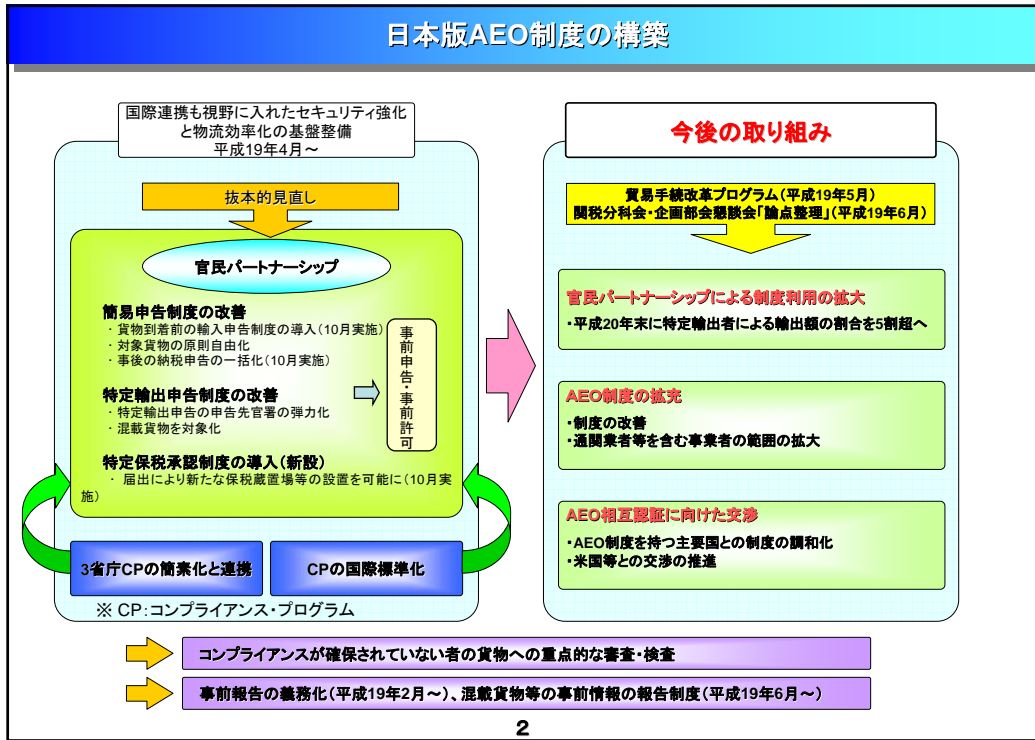 日本版AEO制度の構築
国際連携も視野に入れたセキュリティ強化
と物流効率化の基盤整備
平成19年4月～
抜本的見直し
官民パートナーシップ
簡易申告制度の改善
・貨物到着前の輸入申告制度の導入（10月実施）
・対象貨物の原則自由化
・事後の納税申告の一括化（10月実施）
特定輸出申告制度の改善
・特定輸出申告の申告先官署の弾力化
・混載貨物を対象化
特定保税承認制度の導入（新設）
・ 届出により新たな保税蔵置場等の設置を可能に（10月実
施）
事前申告・事前許可
3省庁CPの簡素化と連携
CPの国際標準化
※ CP：コンプライアンス・プログラム
今後の取り組み
貿易手続改革プログラム（平成19年5月）
関税分科会・企画部会懇談会「論点整理」（平成19年6月）
官民パートナーシップによる制度利用の拡大
・平成20年末に特定輸出者による輸出額の割合を5割超へ
AEO制度の拡充
・制度の改善
・通関業者等を含む事業者の範囲の拡大
AEO相互認証に向けた交渉
・AEO制度を持つ主要国との制度の調和化
・米国等との交渉の推進
コンプライアンスが確保されていない者の貨物への重点的な審査・検査
事前報告の義務化（平成19年2月～）、混載貨物等の事前情報の報告制度（平成19年6月～）
2